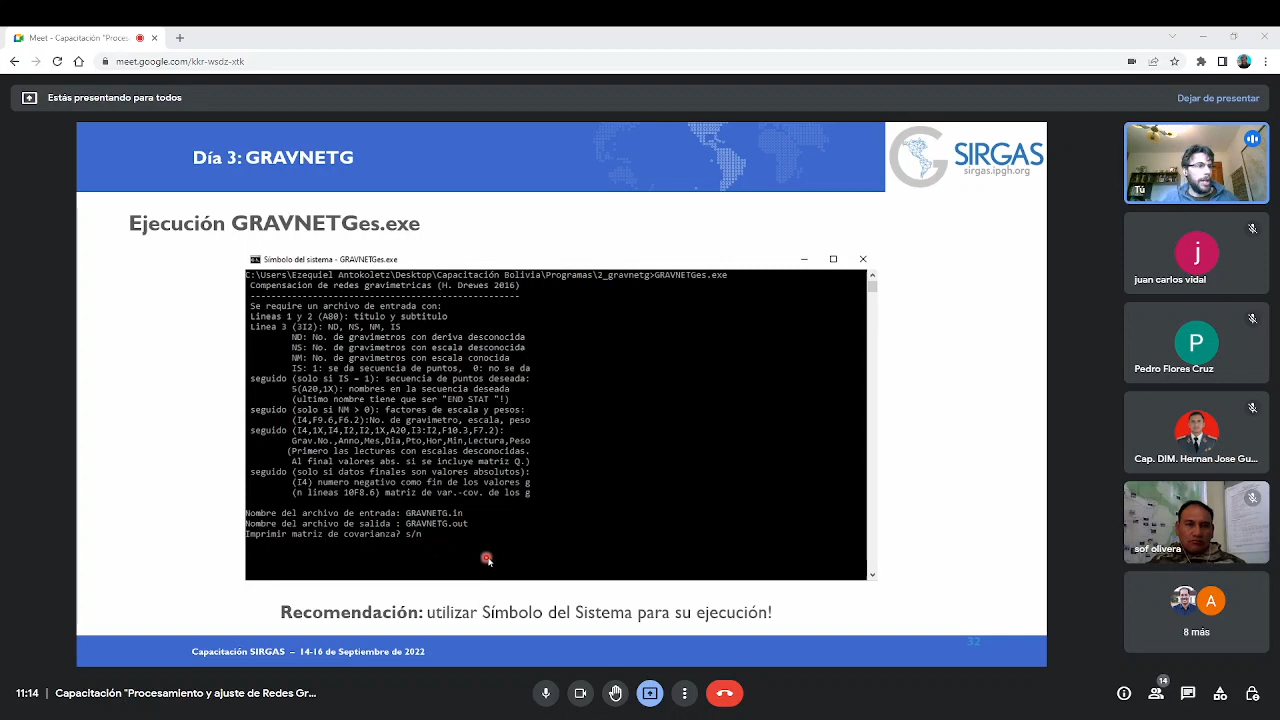 Meet - Capacitación "Proces
meet.google.com/kkr-wsdz-xtk
Estás presentando para todos
Dejar de presentar
Día 3: GRAVNETG
SIRGAS
sirgas.ipgh.org
Ejecución GRAVNETGes.exe
Símbolo del sistema - GRAVNETGes.exe
C:\Users\Ezequiel Antokoletz\Desktop\Capacitación Bolivia\Programas\2_gravnetg>GRAVNETGes.exe
Compensacion de redes gravimetricas (H. Drewes 2016)
---------------------------------------------------
Se require un archivo de entrada con:
Lineas 1 y 2 (A80): titulo y subtitulo
Linea 3 (3I2): ND, NS, NM, IS
ND: No. de gravimetros con deriva desconocida
NS: No. de gravimetros con escala desconocida
NM: No. de gravimetros con escala conocida
IS: 1: se da secuencia de puntos, 0: no se da
seguido (solo si IS = 1): secuencia de puntos deseada:
5(A20,1X): nombres en la secuencia deseada
(ultimo nombre tiene que ser "END STAT "!)
seguido (solo si NM > 0): factores de escala y pesos:
(I4,F9.6,F6.2):No. de gravimetro, escala, peso
seguido (I4,1X,I4,I2,I2,1X,A20,I3:I2,F10.3,F7.2):
Grav.No.,Anno,Mes,Dia,Pto,Hor,Min,Lectura,Peso
(Primero las lecturas con escalas desconocidas.
Al final valores abs. si se incluye matriz Q.)
seguido (solo si datos finales son valores absolutos):
(I4) numero negativo como fin de los valores g
(n lineas 10F8.6) matriz de var.-cov. de los g
Nombre del archivo de entrada: GRAVNETG.in
Nombre del archivo de salida : GRAVNETG.out
Imprimir matriz de covarianza? s/n
Recomendación: utilizar Símbolo del Sistema para su ejecución!
Capacitación SIRGAS – 14-16 de Septiembre de 2022
32
Tú
j
juan carlos vidal
P
Pedro Flores Cruz
Cap. DIM. Hernan Jose Gu...
sof olivera
A
8 más
11:14 | Capacitación "Procesamiento y ajuste de Redes Gr...
14